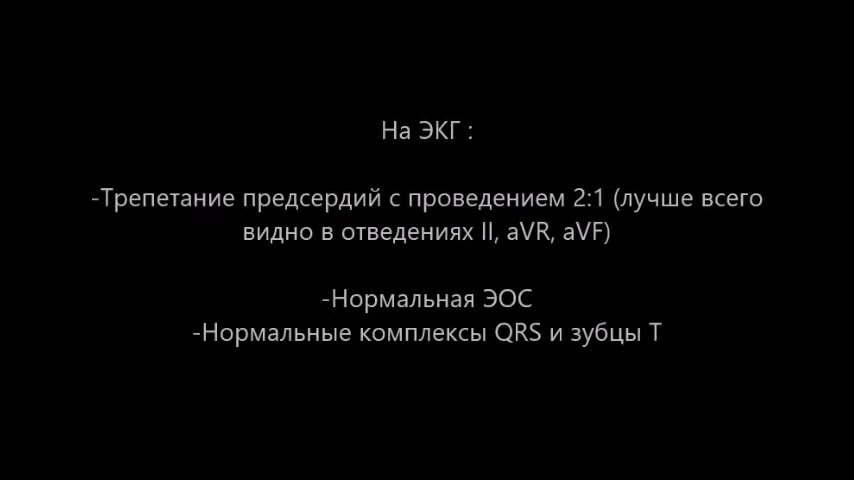 На ЭКГ :
-Трепетание предсердий с проведением 2:1 (лучше всего
видно в отведениях II, aVR, aVF)
-Нормальная ЭОС
-Нормальные комплексы QRS и зубцы Т